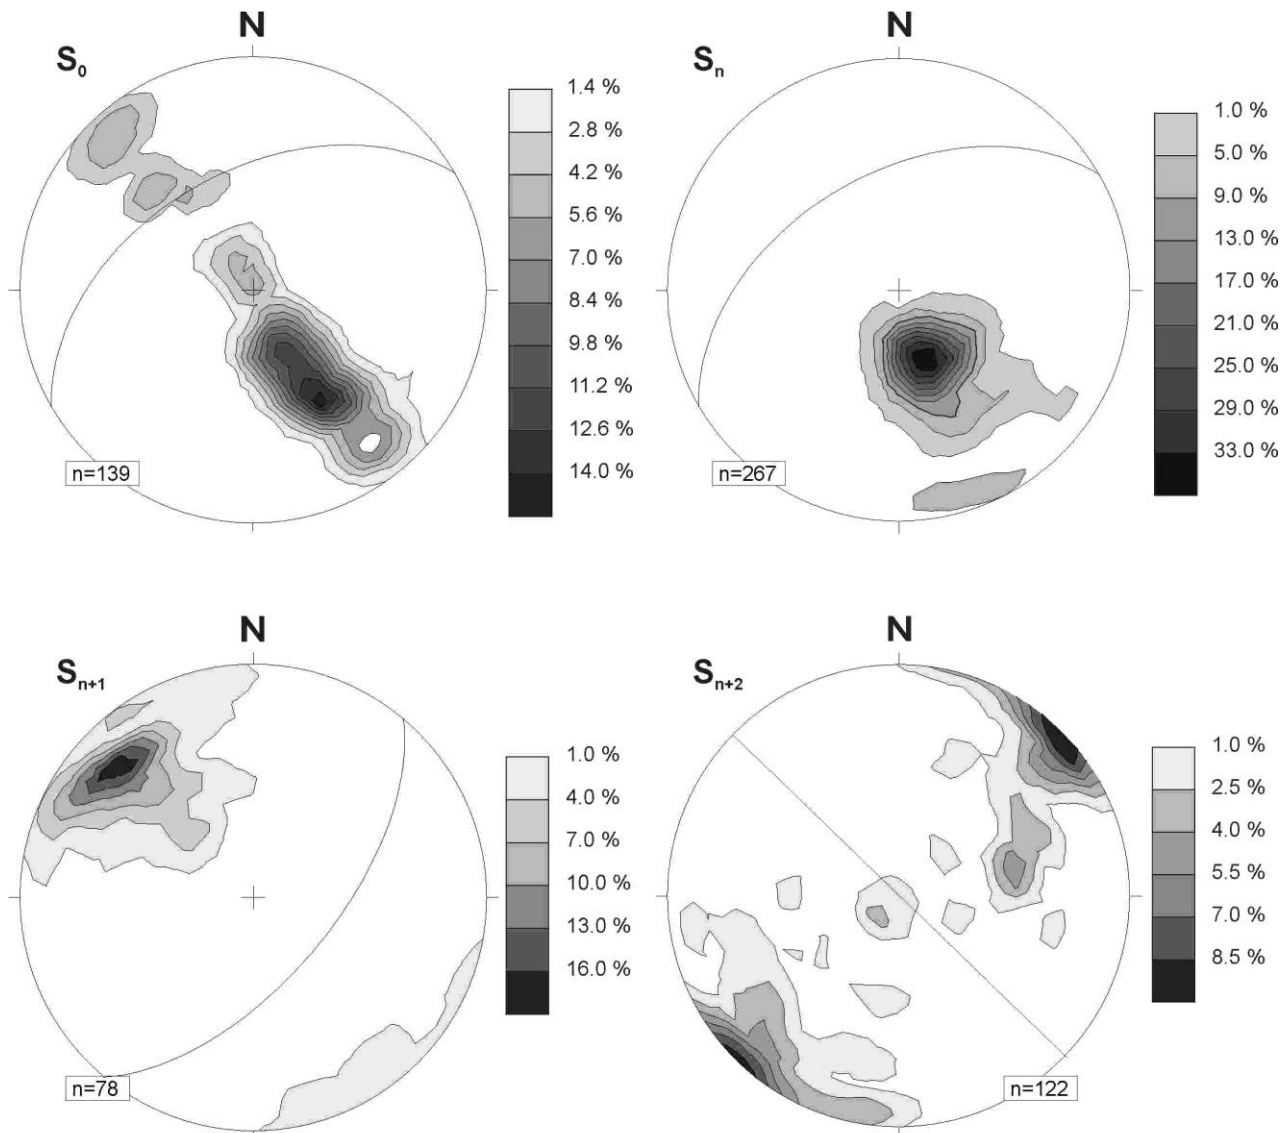 N
S0
1.4 %
2.8 %
4.2 %
5.6 %
7.0 %
8.4 %
9.8 %
11.2 %
12.6 %
14.0 %
n=139
N
Sn
1.0 %
5.0 %
9.0 %
13.0 %
17.0 %
21.0 %
25.0 %
29.0 %
33.0 %
n=267
N
Sn+1
1.0 %
4.0 %
7.0 %
10.0 %
13.0 %
16.0 %
n=78
N
Sn+2
1.0 %
2.5 %
4.0 %
5.5 %
7.0 %
8.5 %
n=122